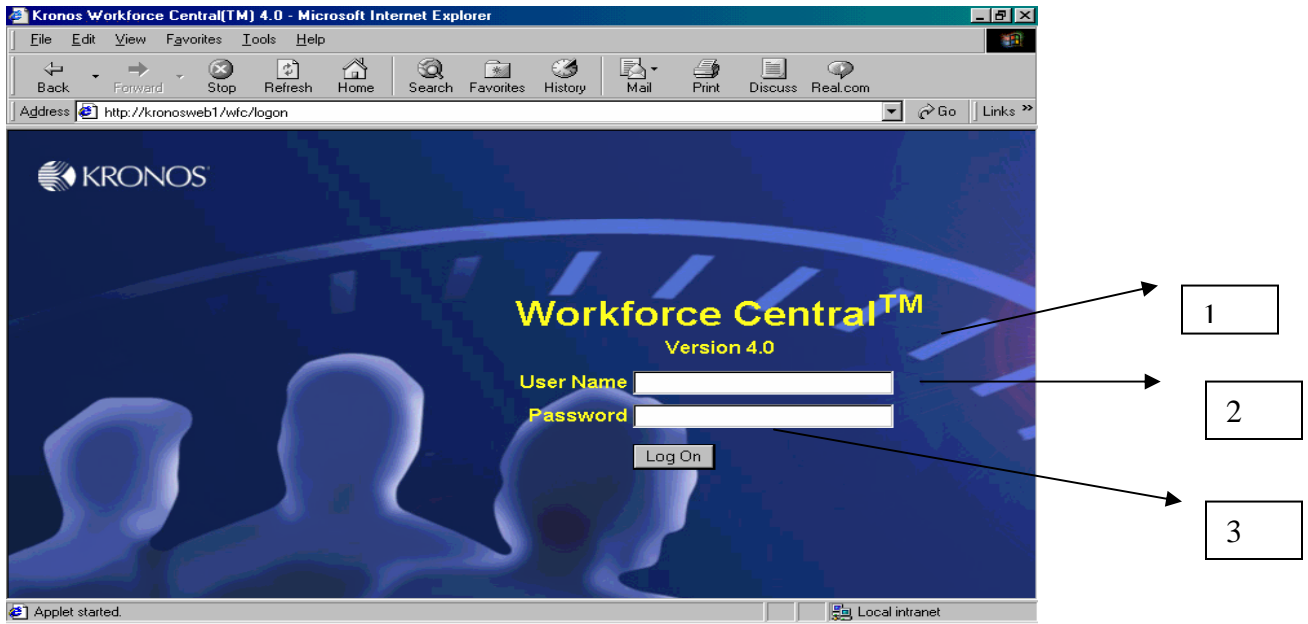 Kronos Workforce Central(TM) 4.0 - Microsoft Internet Explorer
File Edit View Favorites Tools Help
Back Forward Stop Refresh Home Search Favorites History Mail Print Discuss Real.com
Address http://kronosweb1/wfc/logon Go Links »
KRONOS
Workforce Central™
Version 4.0
User Name
Password
Log On
1
2
3
Applet started. Local intranet